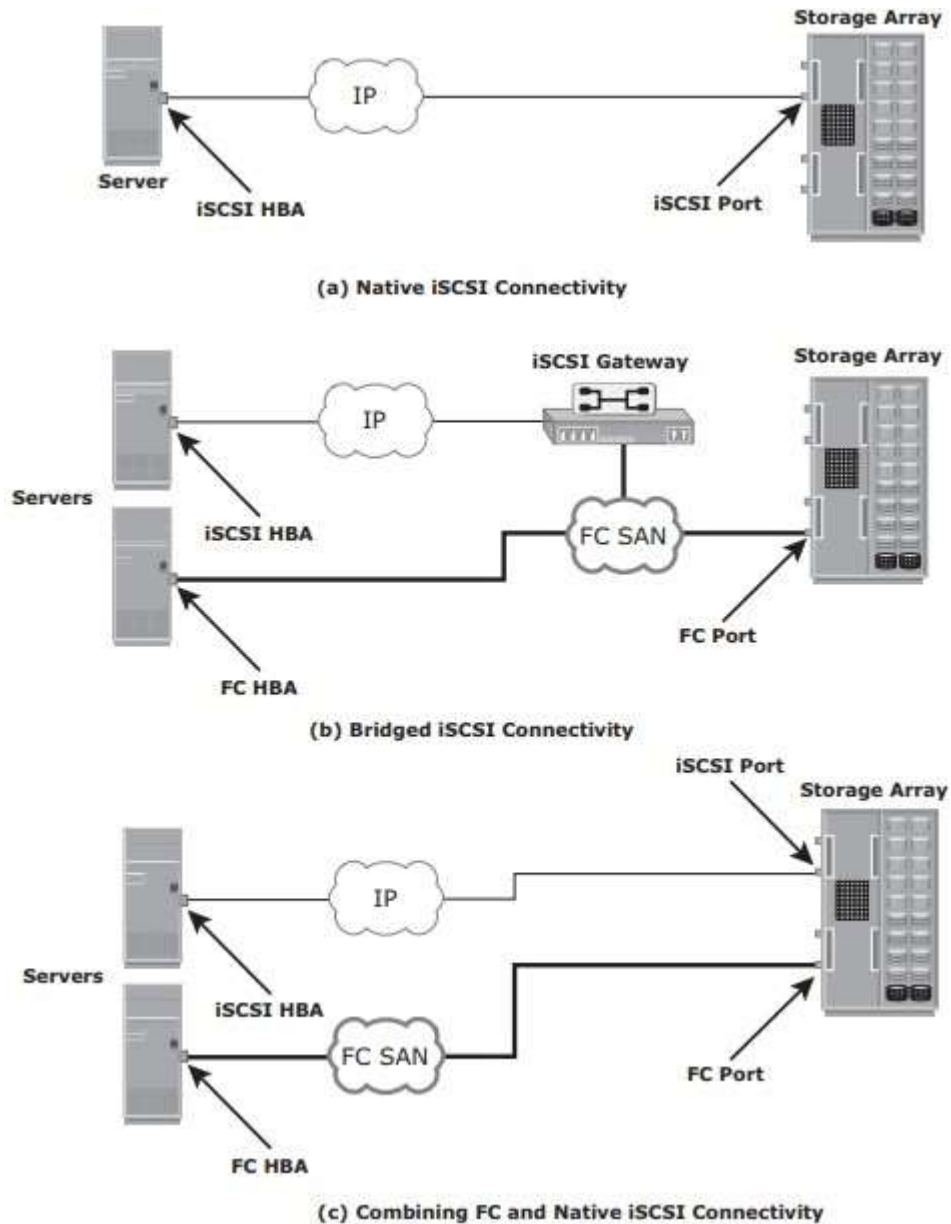 Storage Array
IP
Server
iSCSI HBA
iSCSI Port
(a) Native iSCSI Connectivity
iSCSI Gateway
Storage Array
IP
Servers
iSCSI HBA
FC SAN
FC Port
FC HBA
(b) Bridged iSCSI Connectivity
iSCSI Port
Storage Array
IP
Servers
iSCSI HBA
FC SAN
FC Port
FC HBA
(c) Combining FC and Native iSCSI Connectivity